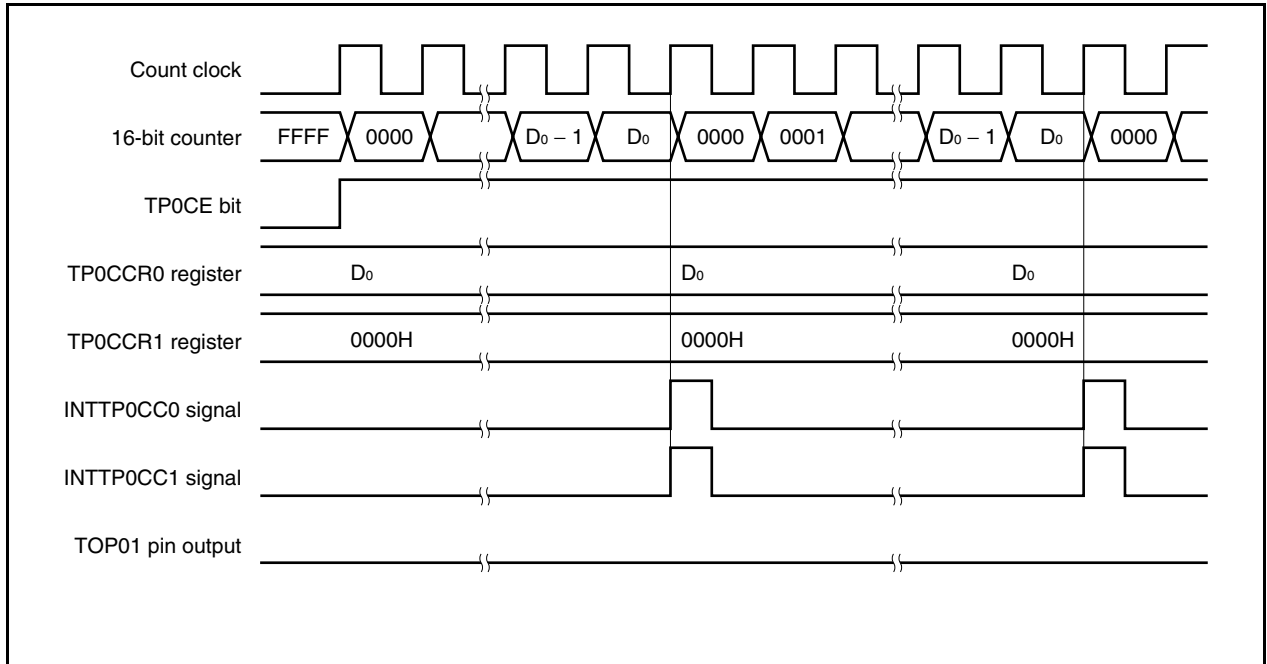 Count clock
16-bit counter FFFF 0000 D₀ − 1 D₀ 0000 0001 D₀ − 1 D₀ 0000
TP0CE bit
TP0CCR0 register D₀ D₀ D₀
TP0CCR1 register 0000H 0000H 0000H
INTTP0CC0 signal
INTTP0CC1 signal
TOP01 pin output